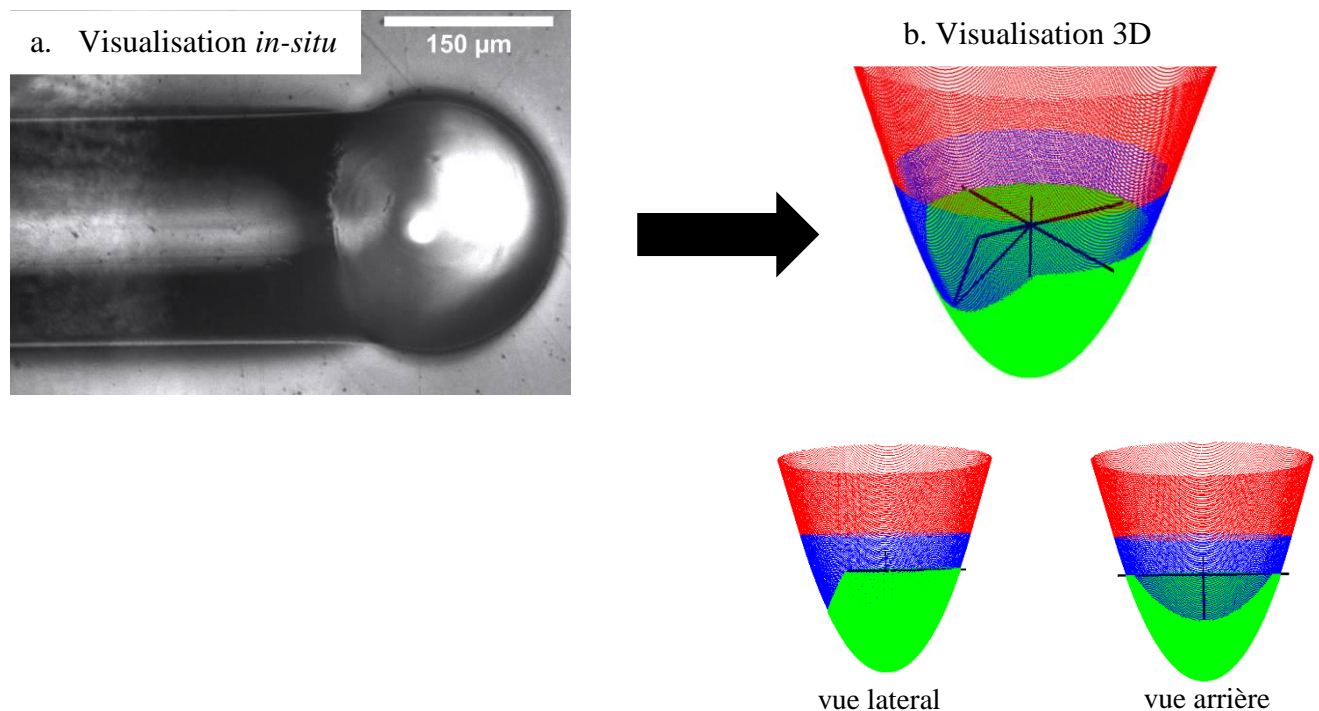 a. Visualisation in-situ
150 µm
b. Visualisation 3D
vue lateral
vue arrière